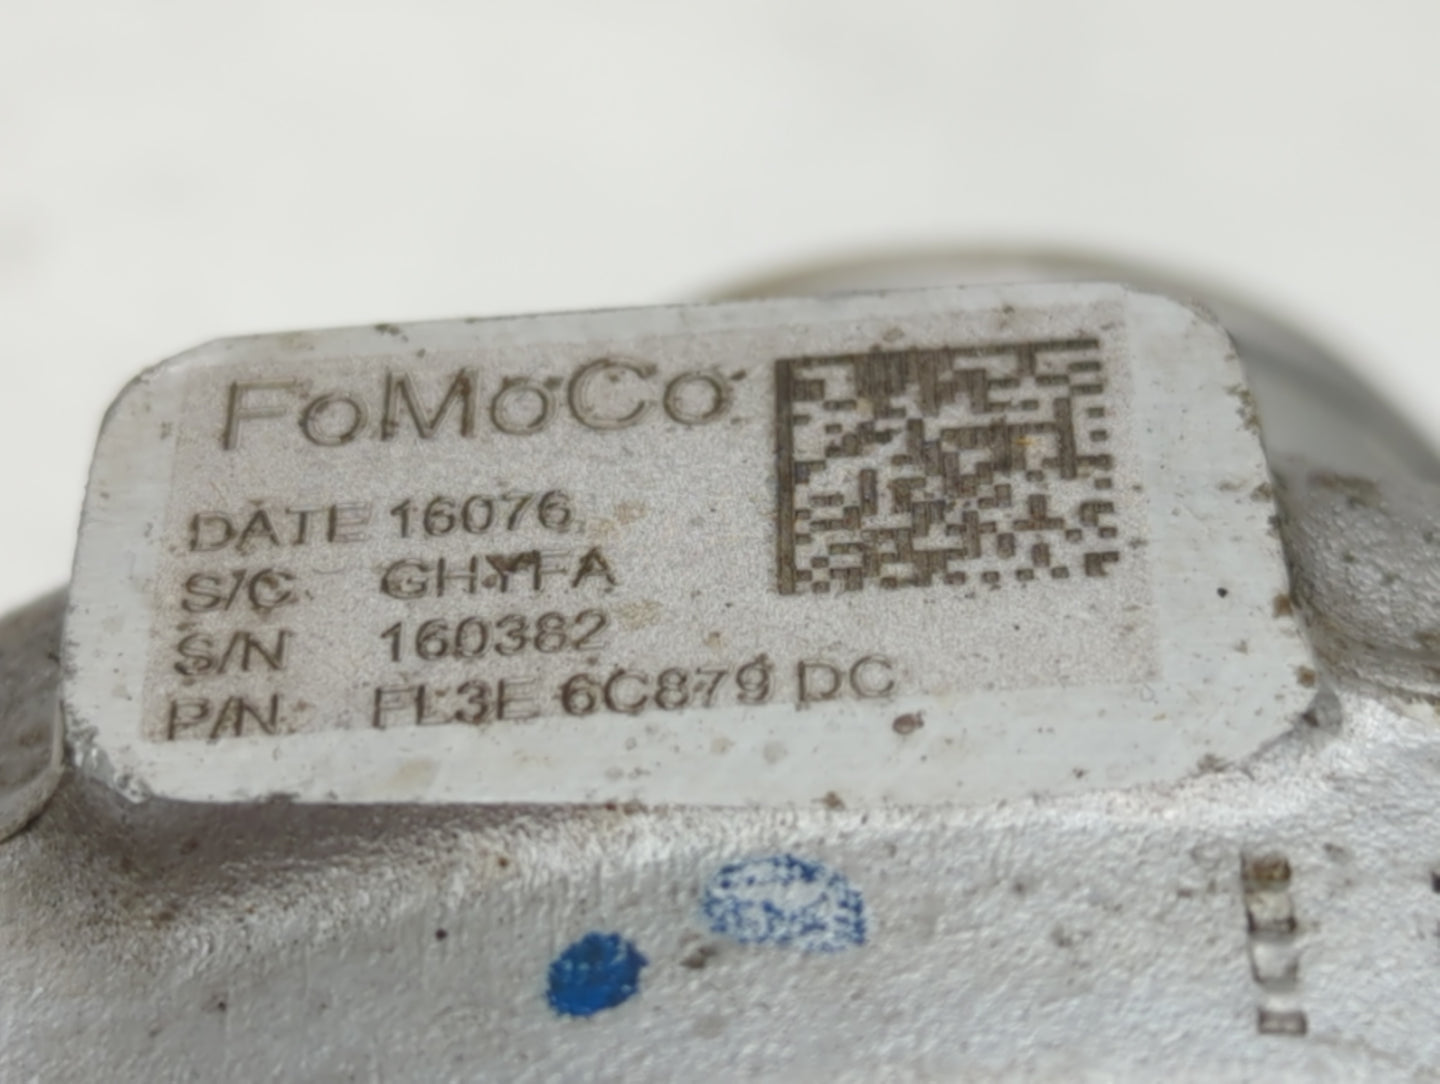 FoMoCo
DATE 16076
S/C GHYFA
S/N 160382
P/N FL3E 6C879 DC